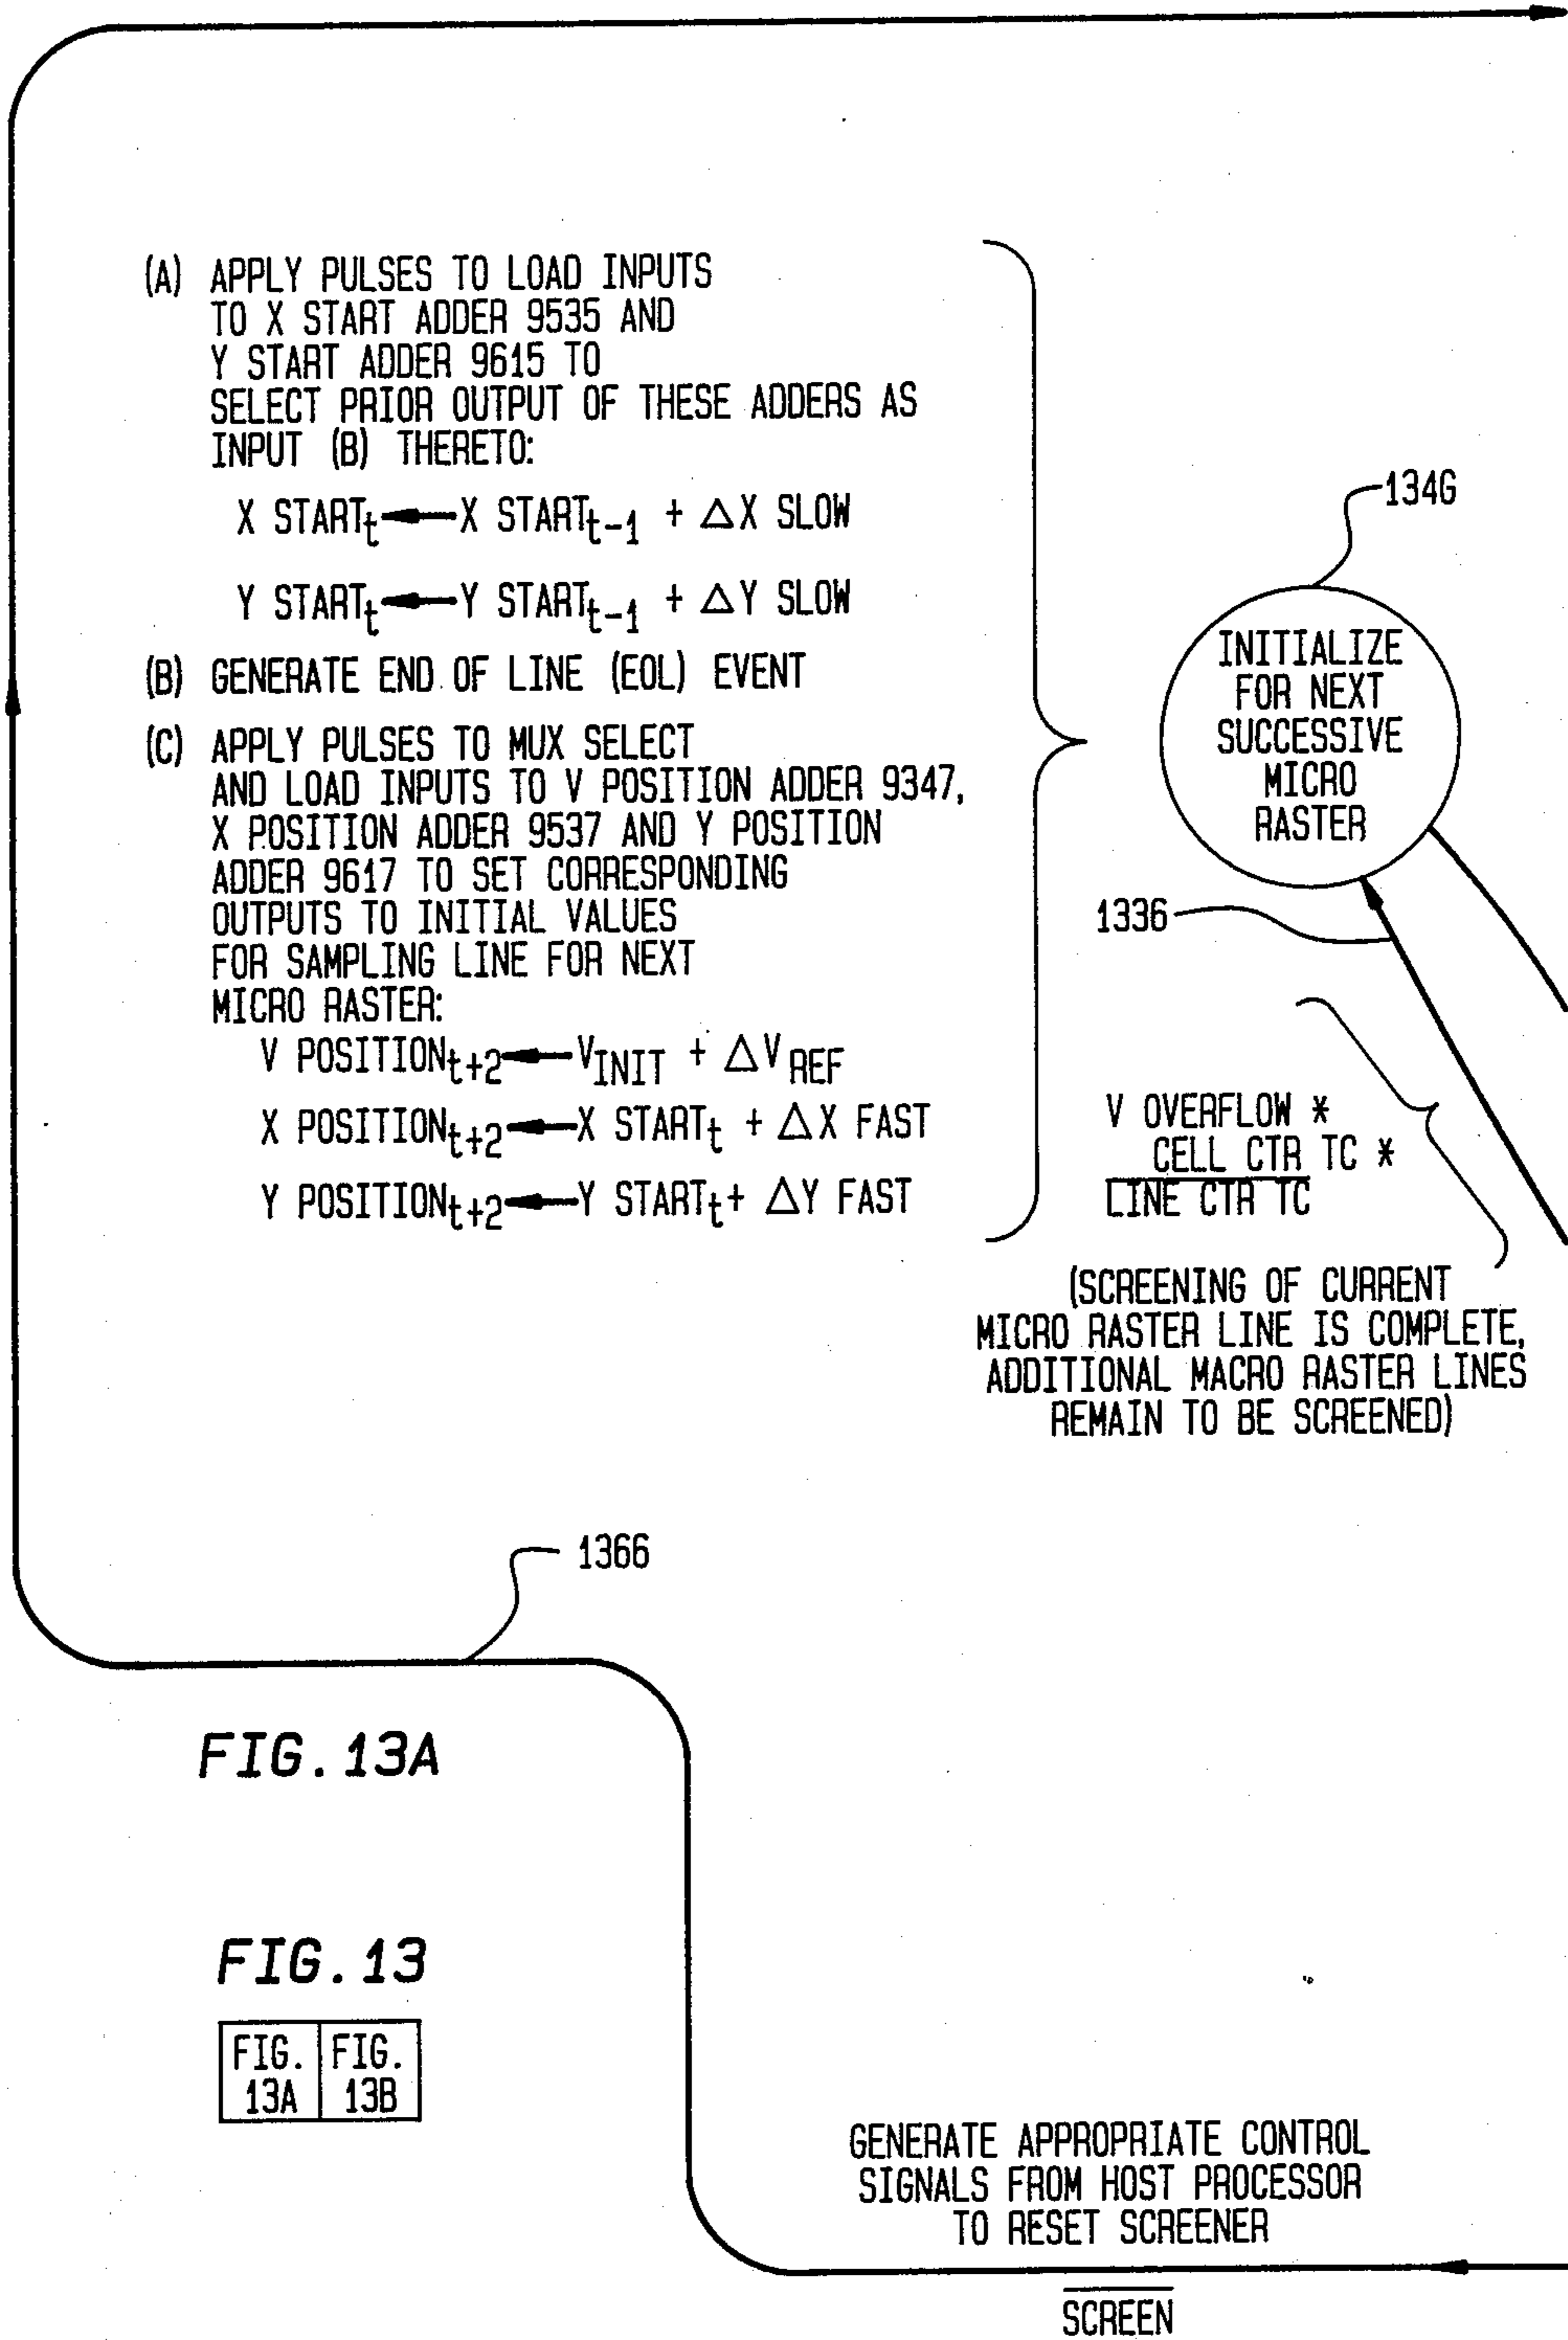 (A) APPLY PULSES TO LOAD INPUTS
TO X START ADDER 9535 AND
Y START ADDER 9615 TO
SELECT PRIOR OUTPUT OF THESE ADDERS AS
INPUT (B) THERETO:
X STARTt ← X STARTt-1 + △X SLOW
Y STARTt ← Y STARTt-1 + △Y SLOW
(B) GENERATE END OF LINE (EOL) EVENT
(C) APPLY PULSES TO MUX SELECT
AND LOAD INPUTS TO V POSITION ADDER 9347,
X POSITION ADDER 9537 AND Y POSITION
ADDER 9617 TO SET CORRESPONDING
OUTPUTS TO INITIAL VALUES
FOR SAMPLING LINE FOR NEXT
MICRO RASTER:
V POSITIONt+2 ← VINIT + △VREF
X POSITIONt+2 ← X STARTt + △X FAST
Y POSITIONt+2 ← Y STARTt + △Y FAST
134G
INITIALIZE
FOR NEXT
SUCCESSIVE
MICRO
RASTER
1336
V OVERFLOW *
CELL CTR TC *
LINE CTR TC
(SCREENING OF CURRENT
MICRO RASTER LINE IS COMPLETE,
ADDITIONAL MACRO RASTER LINES
REMAIN TO BE SCREENED)
1366
FIG. 13A
FIG. 13
FIG. 13A
FIG. 13B
GENERATE APPROPRIATE CONTROL
SIGNALS FROM HOST PROCESSOR
TO RESET SCREENER
SCREEN